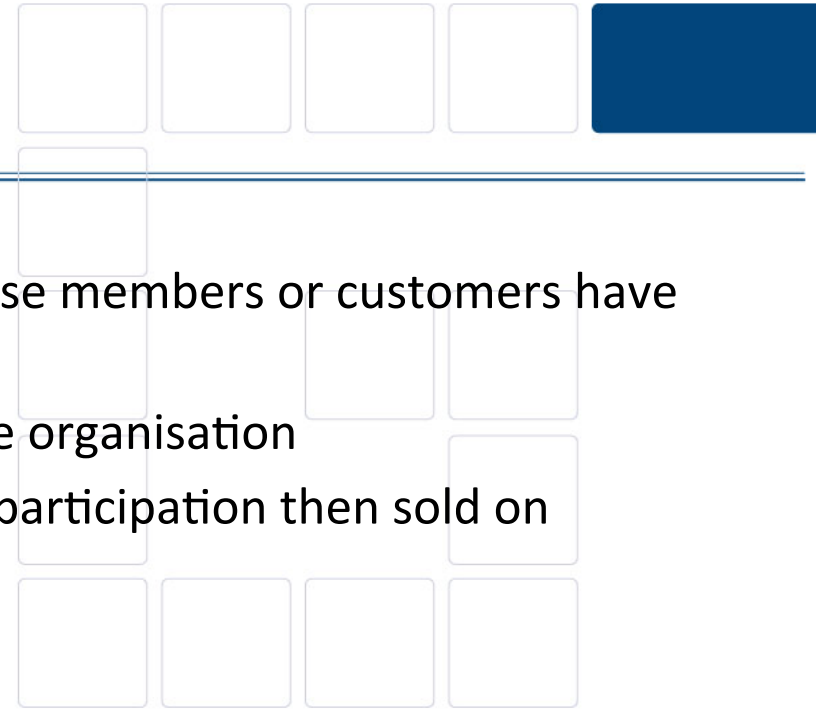 se members or customers have
e organisation
participation then sold on